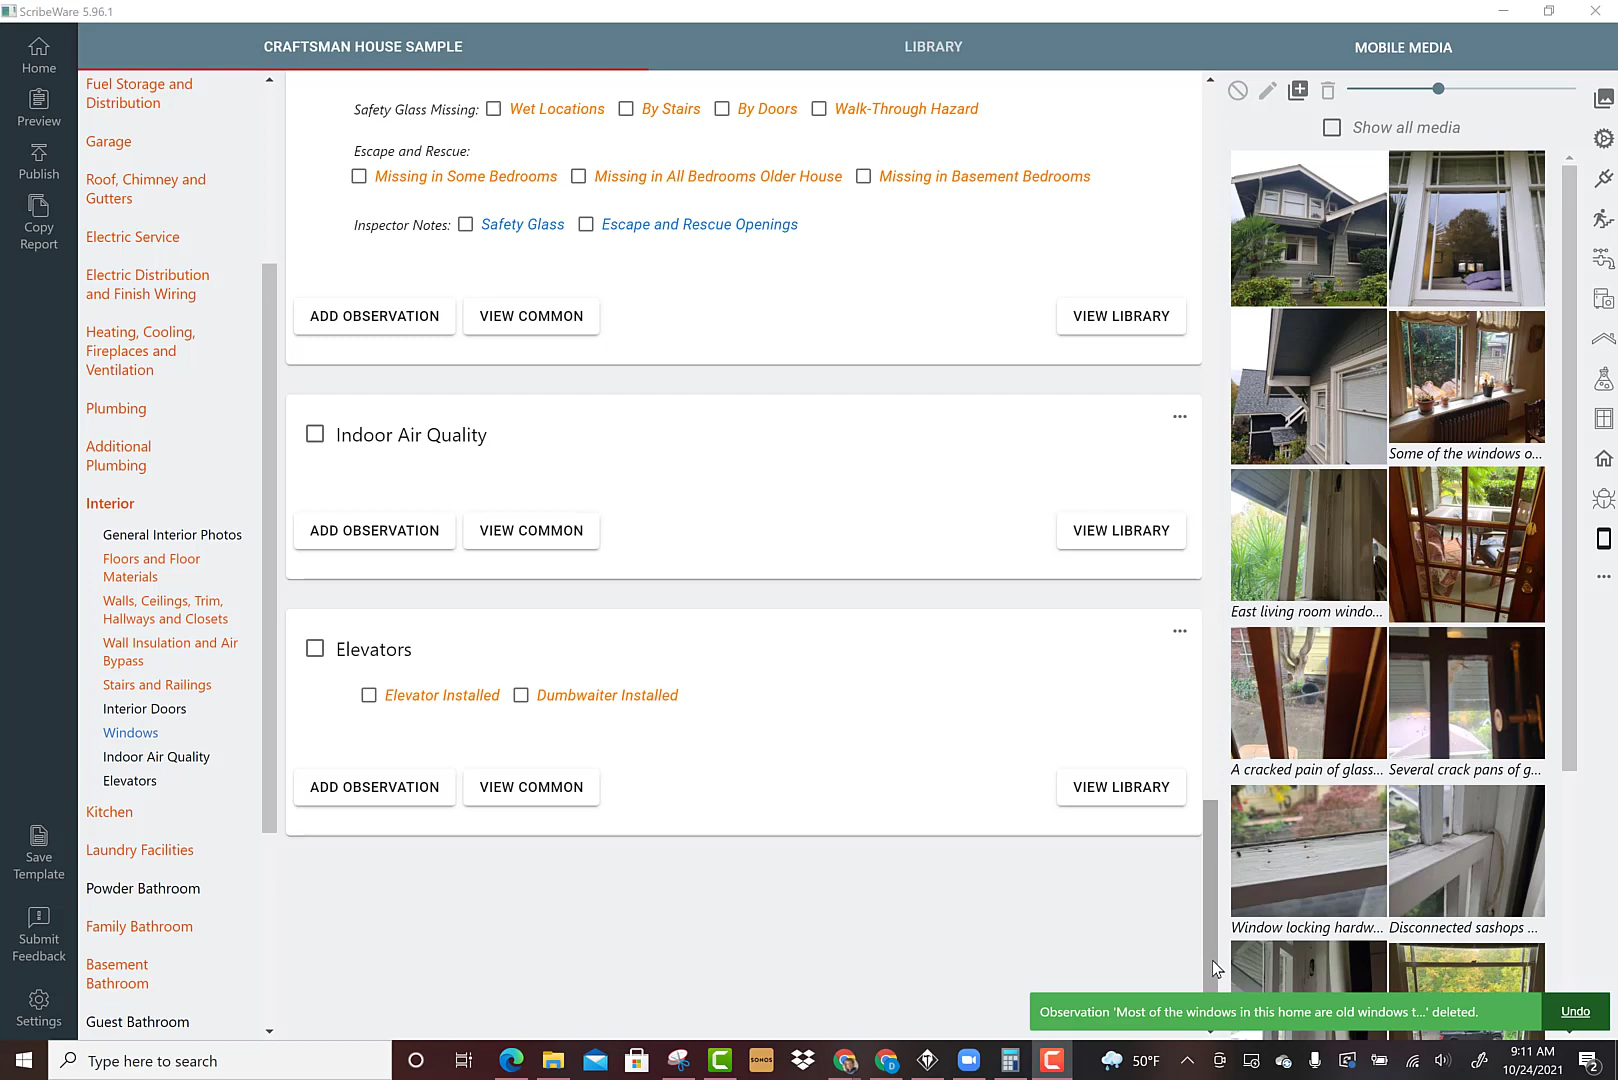 ScribeWare 5.96.1
CRAFTSMAN HOUSE SAMPLE
LIBRARY
MOBILE MEDIA
Home
Preview
Publish
Copy
Report
Save
Template
Submit
Feedback
Settings
Fuel Storage and
Distribution
Garage
Roof, Chimney and
Gutters
Electric Service
Electric Distribution
and Finish Wiring
Heating, Cooling,
Fireplaces and
Ventilation
Plumbing
Additional
Plumbing
Interior
General Interior Photos
Floors and Floor
Materials
Walls, Ceilings, Trim,
Hallways and Closets
Wall Insulation and Air
Bypass
Stairs and Railings
Interior Doors
Windows
Indoor Air Quality
Elevators
Kitchen
Laundry Facilities
Powder Bathroom
Family Bathroom
Basement
Bathroom
Guest Bathroom
Safety Glass Missing: Wet Locations By Stairs By Doors Walk-Through Hazard
Escape and Rescue:
Missing in Some Bedrooms Missing in All Bedrooms Older House Missing in Basement Bedrooms
Inspector Notes: Safety Glass Escape and Rescue Openings
ADD OBSERVATION VIEW COMMON VIEW LIBRARY
Indoor Air Quality
ADD OBSERVATION VIEW COMMON VIEW LIBRARY
Elevators
Elevator Installed Dumbwaiter Installed
ADD OBSERVATION VIEW COMMON VIEW LIBRARY
Show all media
Some of the windows o...
East living room windo...
A cracked pain of glass... Several crack pans of g...
Window locking hardw... Disconnected sashops ...
Observation 'Most of the windows in this home are old windows t...' deleted. Undo
Type here to search
SONOS
D
50°F
9:11 AM
10/24/2021
2